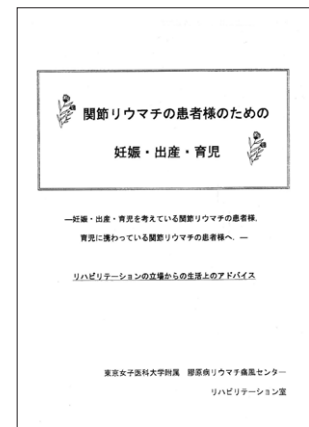 関節リウマチの患者様のための
妊娠・出産・育児
―妊娠・出産・育児を考えている関節リウマチの患者様.
育児に携わっている関節リウマチの患者様へ. ―
リハビリテーションの立場からの生活上のアドバイス
東京女子医科大学附属　膠原病リウマチ痛風センター
リハビリテーション室